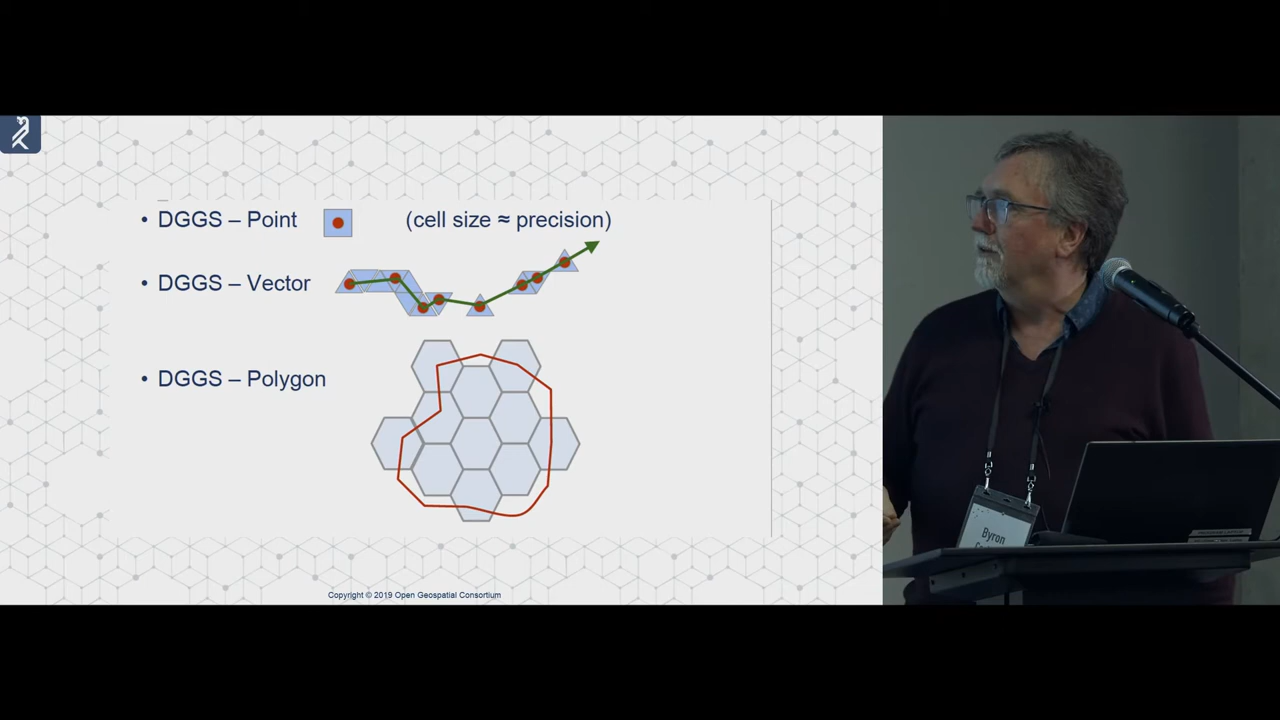 • DGGS – Point (cell size ≈ precision)
• DGGS – Vector
• DGGS – Polygon
Copyright © 2019 Open Geospatial Consortium
Byron